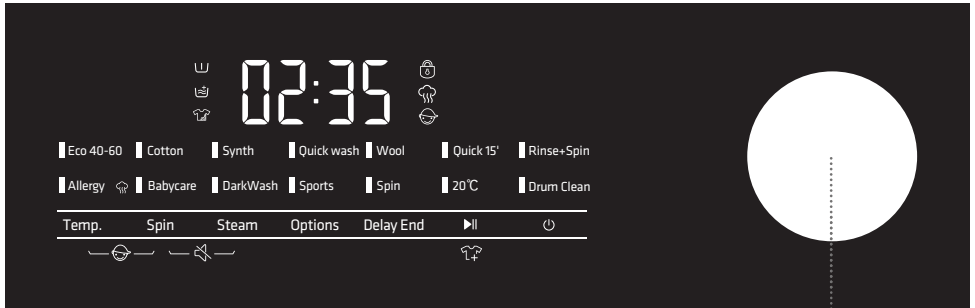 02:35
Eco 40-60 Cotton Synth Quick wash Wool Quick 15' Rinse+Spin
Allergy Babycare DarkWash Sports Spin 20℃ Drum Clean
Temp. Spin Steam Options Delay End